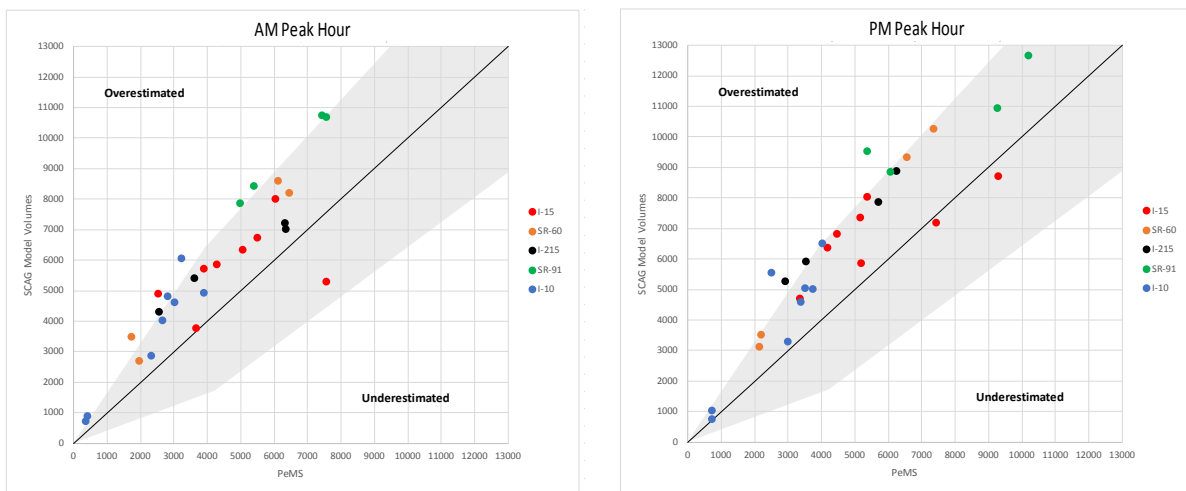 AM Peak Hour
13000
12000
11000
10000
9000
8000
7000
6000
5000
4000
3000
2000
1000
0
SCAG Model Volumes
Overestimated
Underestimated
0 1000 2000 3000 4000 5000 6000 7000 8000 9000 10000 11000 12000 13000
PeMS
I-15
SR-60
I-215
SR-91
I-10
PM Peak Hour
13000
12000
11000
10000
9000
8000
7000
6000
5000
4000
3000
2000
1000
0
SCAG Model Volumes
Overestimated
Underestimated
0 1000 2000 3000 4000 5000 6000 7000 8000 9000 10000 11000 12000 13000
PeMS
I-15
SR-60
I-215
SR-91
I-10